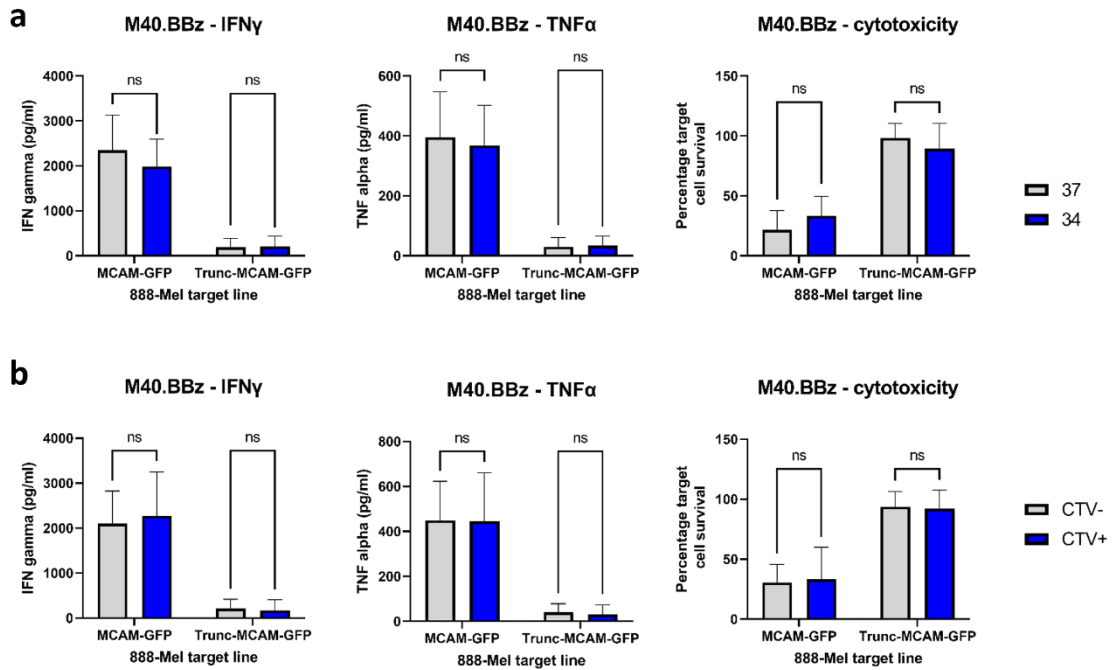 a
M40.BBz - IFNγ
IFN gamma (pg/ml)
4000
3000
2000
1000
0
ns
ns
MCAM-GFP
Trunc-MCAM-GFP
888-Mel target line
M40.BBz - TNFα
TNF alpha (pg/ml)
600
400
200
0
ns
ns
MCAM-GFP
Trunc-MCAM-GFP
888-Mel target line
M40.BBz - cytotoxicity
Percentage target
cell survival
150
100
50
0
ns
ns
MCAM-GFP
Trunc-MCAM-GFP
888-Mel target line
37
34
b
M40.BBz - IFNγ
IFN gamma (pg/ml)
4000
3000
2000
1000
0
ns
ns
MCAM-GFP
Trunc-MCAM-GFP
888-Mel target line
M40.BBz - TNFα
TNF alpha (pg/ml)
800
600
400
200
0
ns
ns
MCAM-GFP
Trunc-MCAM-GFP
888-Mel target line
M40.BBz - cytotoxicity
Percentage target
cell survival
150
100
50
0
ns
ns
MCAM-GFP
Trunc-MCAM-GFP
888-Mel target line
CTV-
CTV+